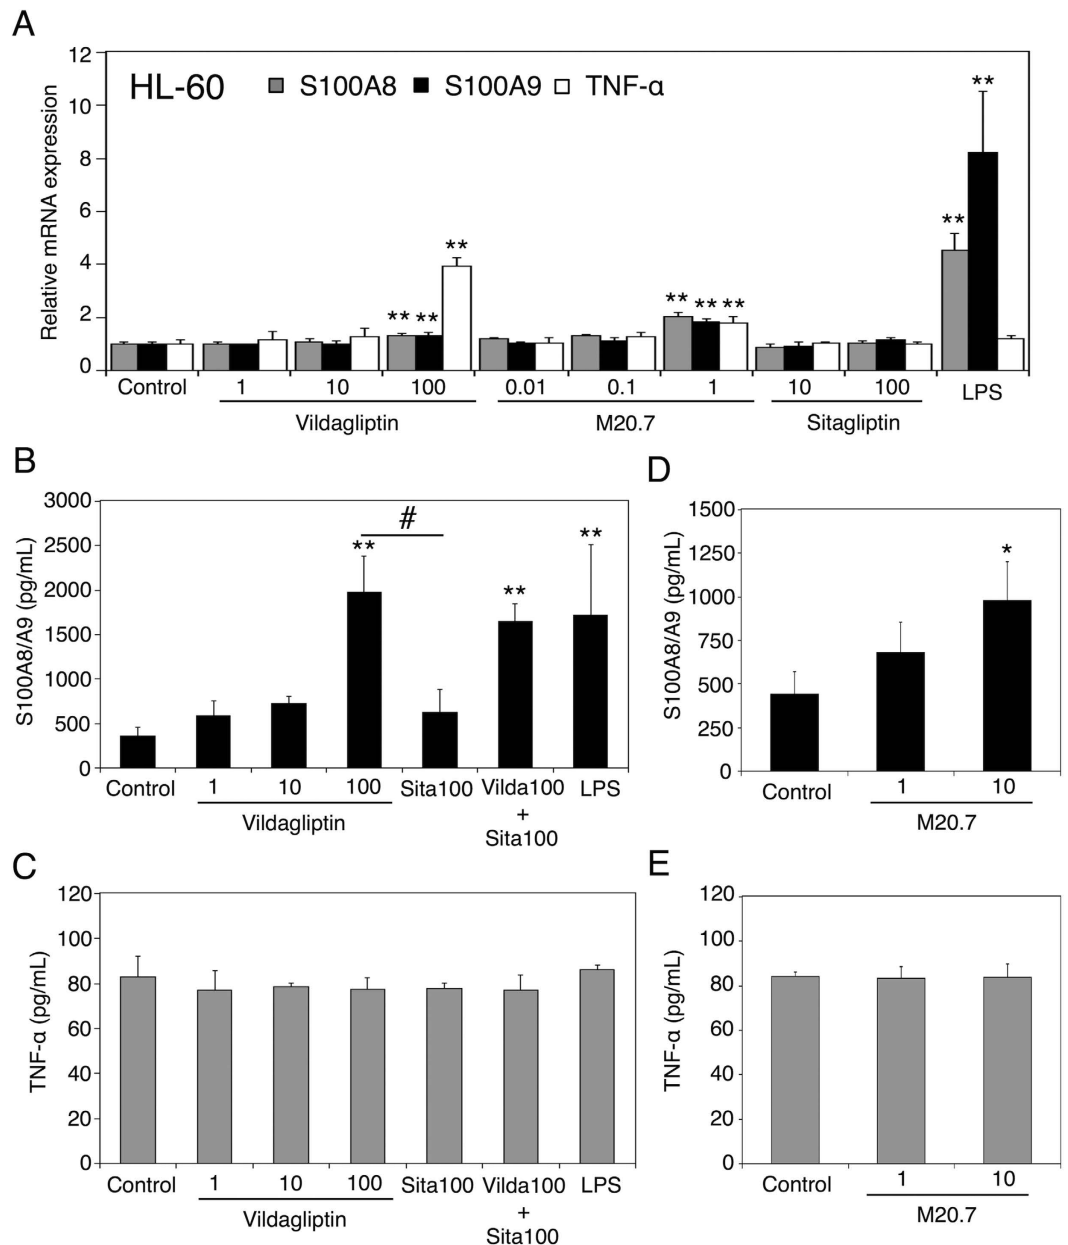 A
Relative mRNA expression
12
10
8
6
4
2
0
HL-60 S100A8 S100A9 TNF-α
** ** **
** ** **
** **
Control 1 10 100 0.01 0.1 1 10 100 LPS
Vildagliptin M20.7 Sitagliptin
B
S100A8/A9 (pg/mL)
3000
2500
2000
1500
1000
500
0
#
** ** **
Control 1 10 100 Sita100 Vilda100 LPS
Vildagliptin +
Sita100
D
S100A8/A9 (pg/mL)
1500
1250
1000
750
500
250
0
*
Control 1 10
M20.7
C
TNF-α (pg/mL)
120
100
80
60
40
20
0
Control 1 10 100 Sita100 Vilda100 LPS
Vildagliptin +
Sita100
E
TNF-α (pg/mL)
120
100
80
60
40
20
0
Control 1 10
M20.7